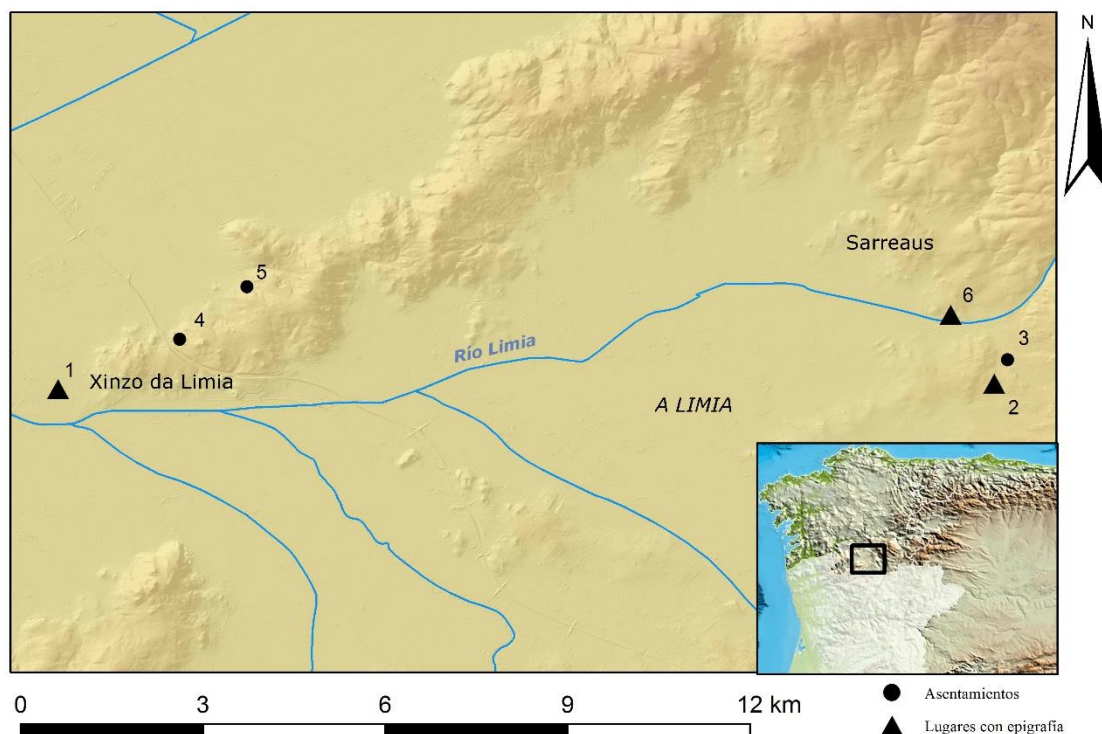 N
Sarreaus
5
6
4
Río Limia
3
1
Xinzo da Limia
A LIMIA
2
0
3
6
9
12 km
Asentamientos
Lugares con epigrafía